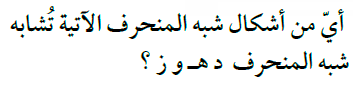 أيّ من أشكال شبه المنحرف الآتية تُشابه
شبه المنحرف د هـ و ز ؟